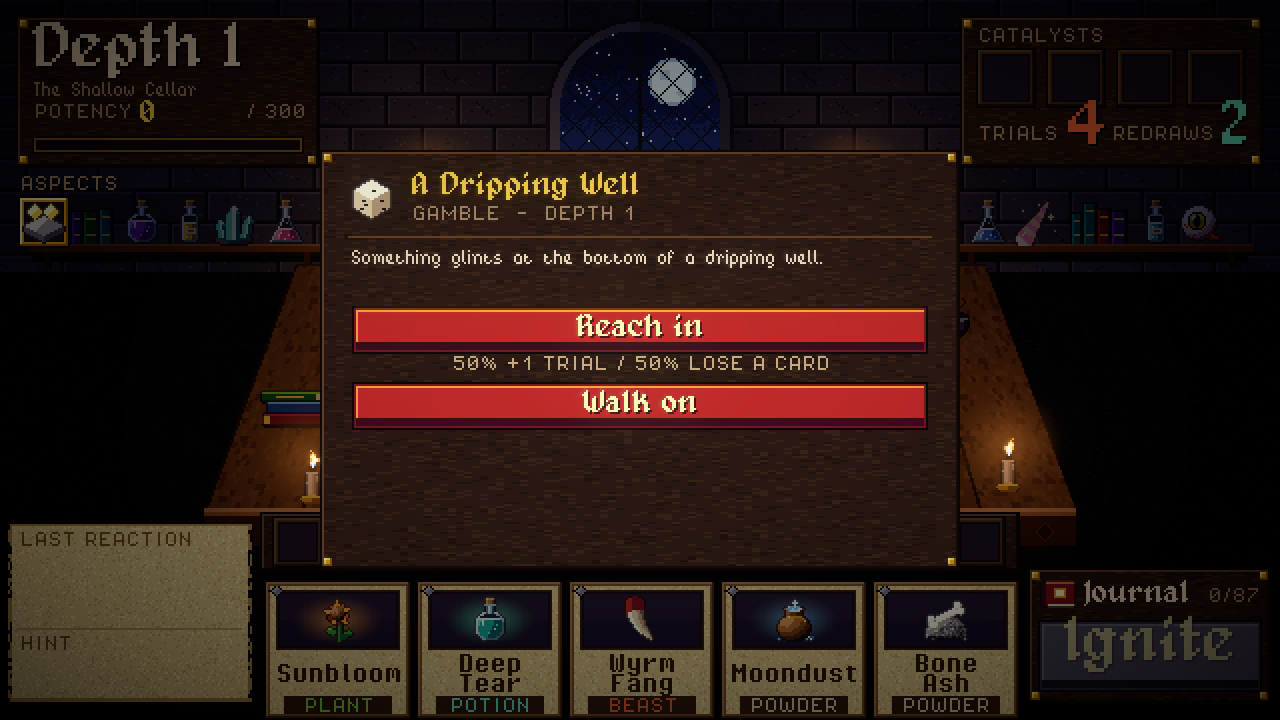 Depth 1
The Shallow Cellar
POTENCY 0 / 300
ASPECTS
CATALYSTS
TRIALS 4 REDRAWS 2
A Dripping Well
GAMBLE - DEPTH 1
Something glints at the bottom of a dripping well.
Reach in
50% +1 TRIAL / 50% LOSE A CARD
Walk on
LAST REACTION
HINT
Sunbloom
PLANT
Deep
Tear
POTION
Wyrm
Fang
BEAST
Moondust
POWDER
Bone
Ash
POWDER
Journal 0/87
Ignite